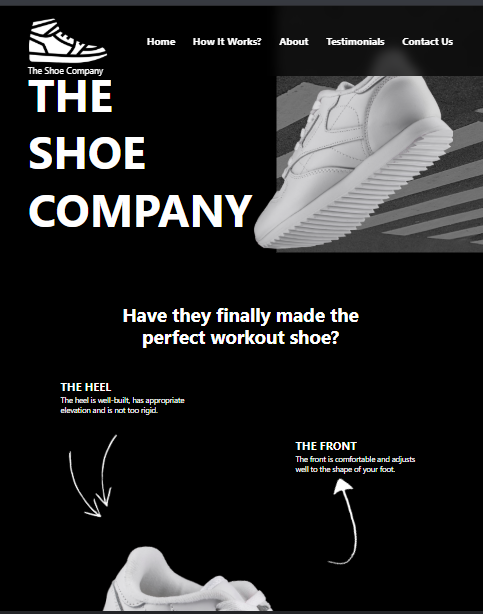 The Shoe Company
Home How It Works? About Testimonials Contact Us
THE
SHOE
COMPANY
Have they finally made the
perfect workout shoe?
THE HEEL
The heel is well-built, has appropriate
elevation and is not too rigid.
THE FRONT
The front is comfortable and adjusts
well to the shape of your foot.